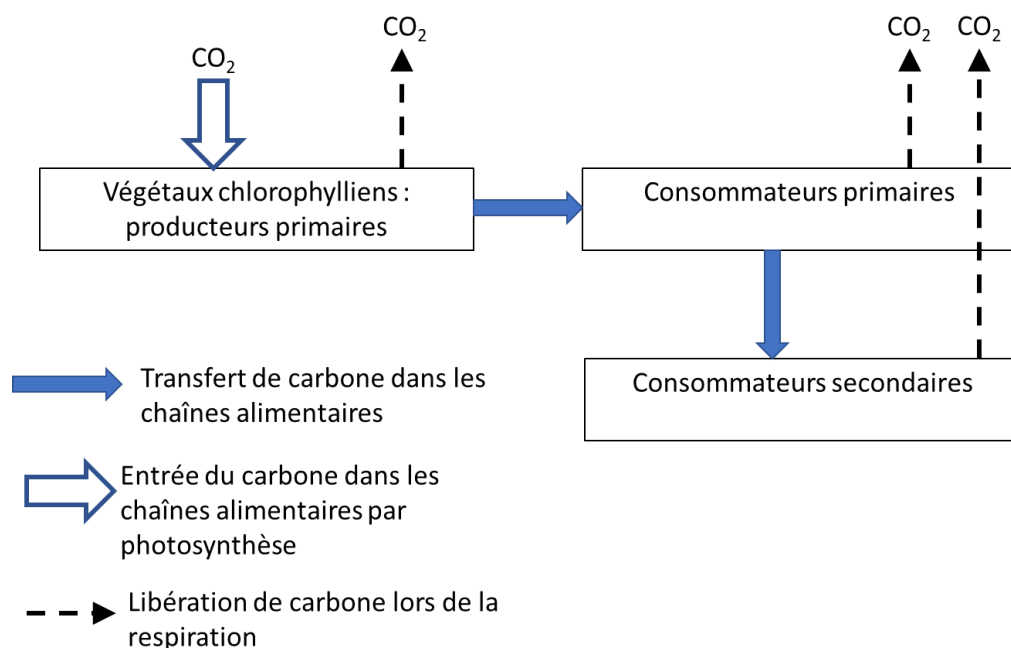 CO₂
CO₂
CO₂
CO₂
Végétaux chlorophylliens :
producteurs primaires
Consommateurs primaires
Consommateurs secondaires
Transfert de carbone dans les
chaînes alimentaires
Entrée du carbone dans les
chaînes alimentaires par
photosynthèse
Libération de carbone lors de la
respiration